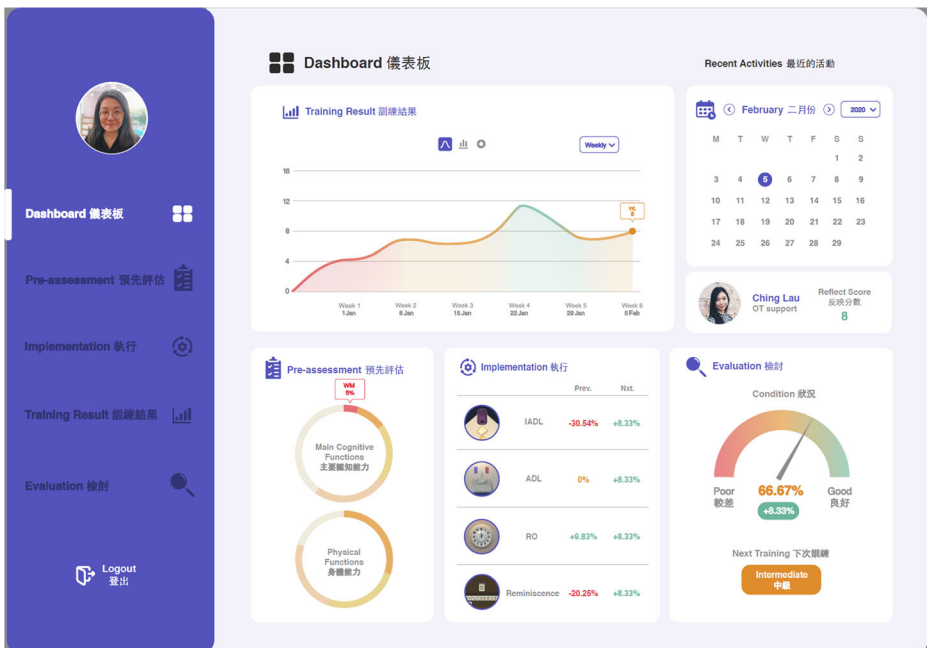 Dashboard 儀表板
Pre-assessment 預先評估
Implementation 執行
Training Result 訓練結果
Evaluation 檢討
Logout
登出
Dashboard 儀表板
Training Result 訓練結果
Weekly
16
12
8
4
0
Int.
8
Week 1
1 Jan
Week 2
8 Jan
Week 3
15 Jan
Week 4
22 Jan
Week 5
29 Jan
Week 6
5 Feb
Recent Activities 最近的活動
February 二月份
2020
M T W T F S S
1 2
3 4 5 6 7 8 9
10 11 12 13 14 15 16
17 18 19 20 21 22 23
24 25 26 27 28 29
Ching Lau
OT support
Reflect Score
反映分數
8
Pre-assessment 預先評估
WM
5%
Main Cognitive
Functions
主要認知能力
Physical
Functions
身體能力
Implementation 執行
Prev. Nxt.
IADL -30.54% +8.33%
ADL 0% +8.33%
RO +9.83% +8.33%
Reminiscence -20.25% +8.33%
Evaluation 檢討
Condition 狀況
Poor
較差
66.67%
+8.33%
Good
良好
Next Training 下次訓練
Intermediate
中級